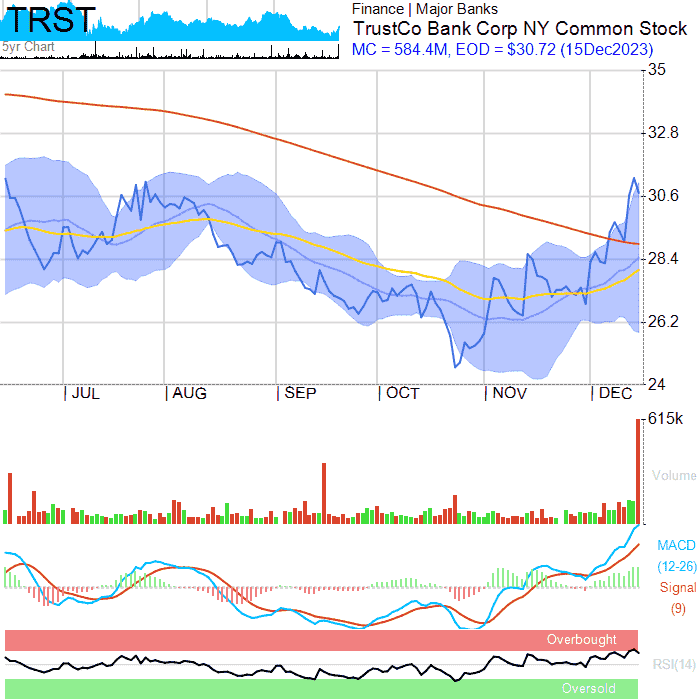 TRST
5yr Chart
Finance | Major Banks
TrustCo Bank Corp NY Common Stock
MC = 584.4M, EOD = $30.72 (15Dec2023)
35
32.8
30.6
28.4
26.2
24
JUL
AUG
SEP
OCT
NOV
DEC
615k
Volume
MACD
(12-26)
Signal
(9)
Overbought
RSI(14)
Oversold